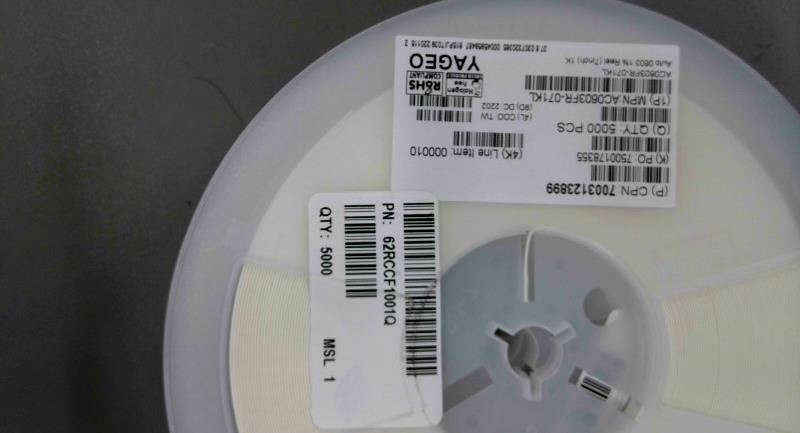 (P) CPN: 7003123899
(K) PO: 7500178355
(4K) Line Item: 000010
(Q) QTY: 5000 PCS
(4L) COO TW
(1P) MPN: AC0603FR-071KL
(9D) DC 2202
RoHS
COMPLIANT
Halogen
free
AC0603FR-071KL
Auto 0603 1% Reel (7inch) 1K
YAGEO
PN: 62RCCF1001Q
QTY: 5000
MSL 1